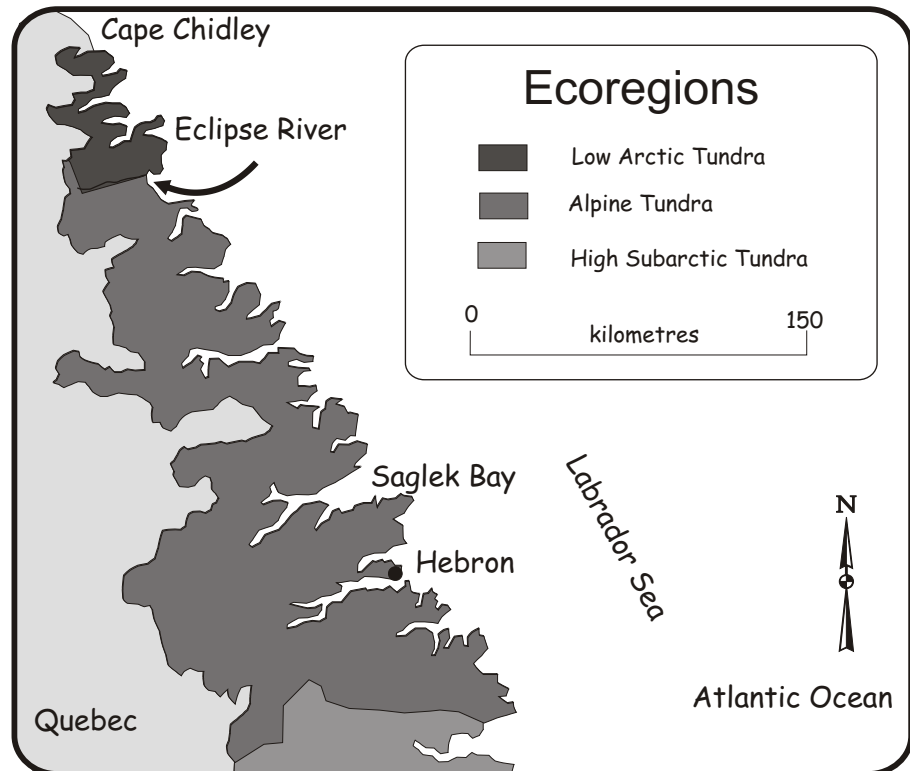 Cape Chidley
Eclipse River
Ecoregions
Low Arctic Tundra
Alpine Tundra
High Subarctic Tundra
0
150
kilometres
Saglek Bay
Labrador Sea
N
Hebron
Atlantic Ocean
Quebec